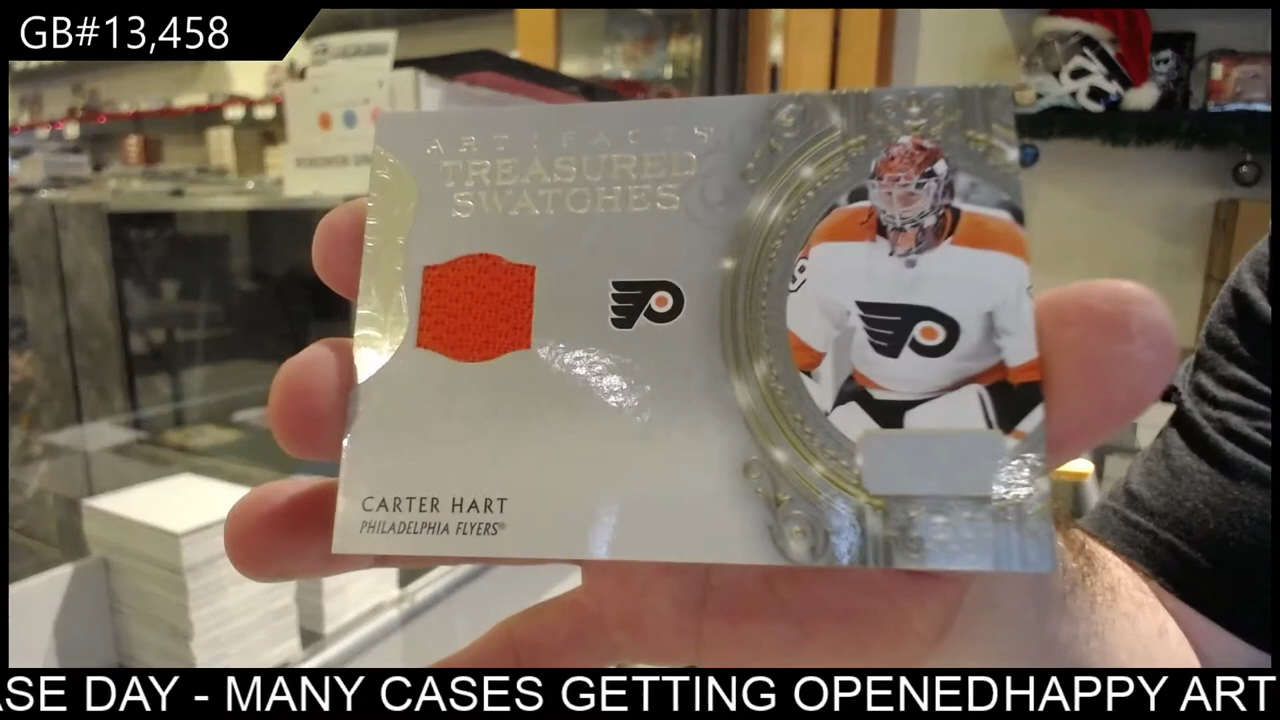 GB#13,458
ARTIFACTS
TREASURED
SWATCHES
CARTER HART
PHILADELPHIA FLYERS®
ASE DAY - MANY CASES GETTING OPENEDHAPPY ART